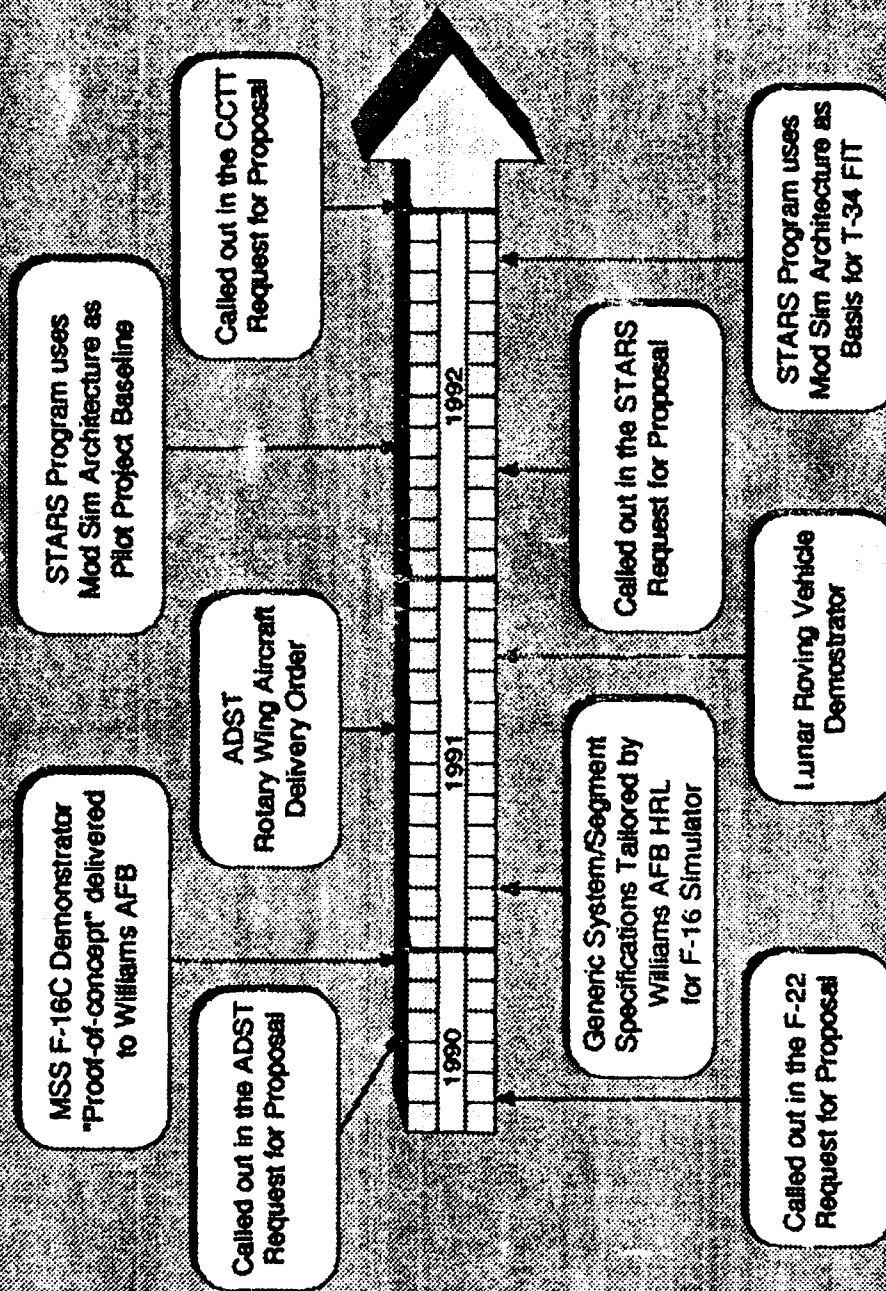 MSS F-16C Demonstrator
"Proof-of-concept" delivered
to Williams AFB
STARS Program uses
Mod Sim Architecture as
Pilot Project Baseline
Called out in the ADST
Request for Proposal
ADST
Rotary Wing Aircraft
Delivery Order
Called out in the CCTT
Request for Proposal
1990
1991
1992
Generic System/Segment
Specifications Tailored by
Williams AFB HRL
for F-16 Simulator
Called out in the STARS
Request for Proposal
Called out in the F-22
Request for Proposal
Lunar Roving Vehicle
Demostrator
STARS Program uses
Mod Sim Architecture as
Basis for T-34 FIT